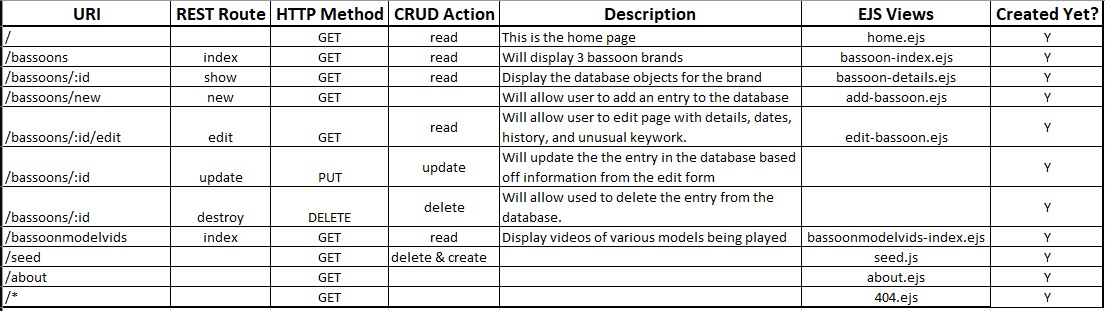 URI REST Route HTTP Method CRUD Action Description EJS Views Created Yet?
/ GET read This is the home page home.ejs Y
/bassoons index GET read Will display 3 bassoon brands bassoon-index.ejs Y
/bassoons/:id show GET read Display the database objects for the brand bassoon-details.ejs Y
/bassoons/new new GET Will allow user to add an entry to the database add-bassoon.ejs Y
/bassoons/:id/edit edit GET read Will allow user to edit page with details, dates,
history, and unusual keywork. edit-bassoon.ejs Y
/bassoons/:id update PUT update Will update the the entry in the database based
off information from the edit form Y
/bassoons/:id destroy DELETE delete Will allow used to delete the entry from the
database. Y
/bassoonmodelvids index GET read Display videos of various models being played bassoonmodelvids-index.ejs Y
/seed GET delete & create seed.js Y
/about GET about.ejs Y
/* GET 404.ejs Y